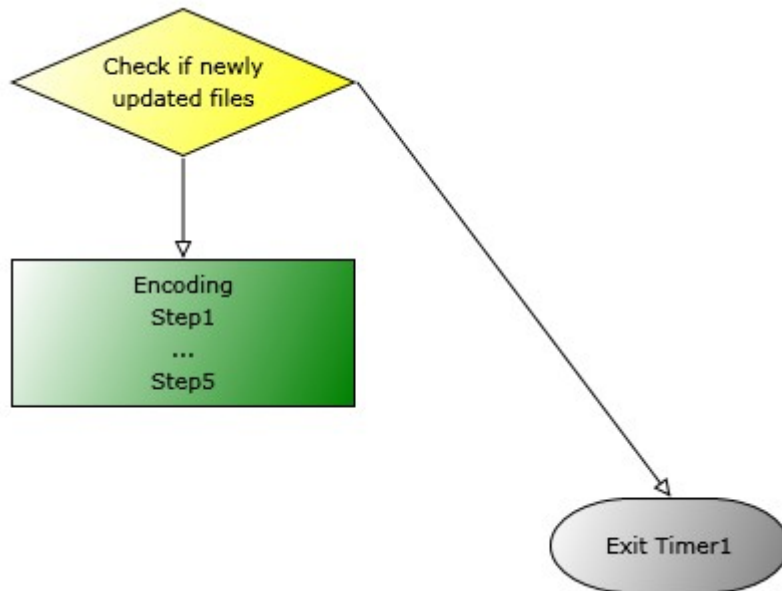 Check if newly
updated files
Encoding
Step1
...
Step5
Exit Timer1